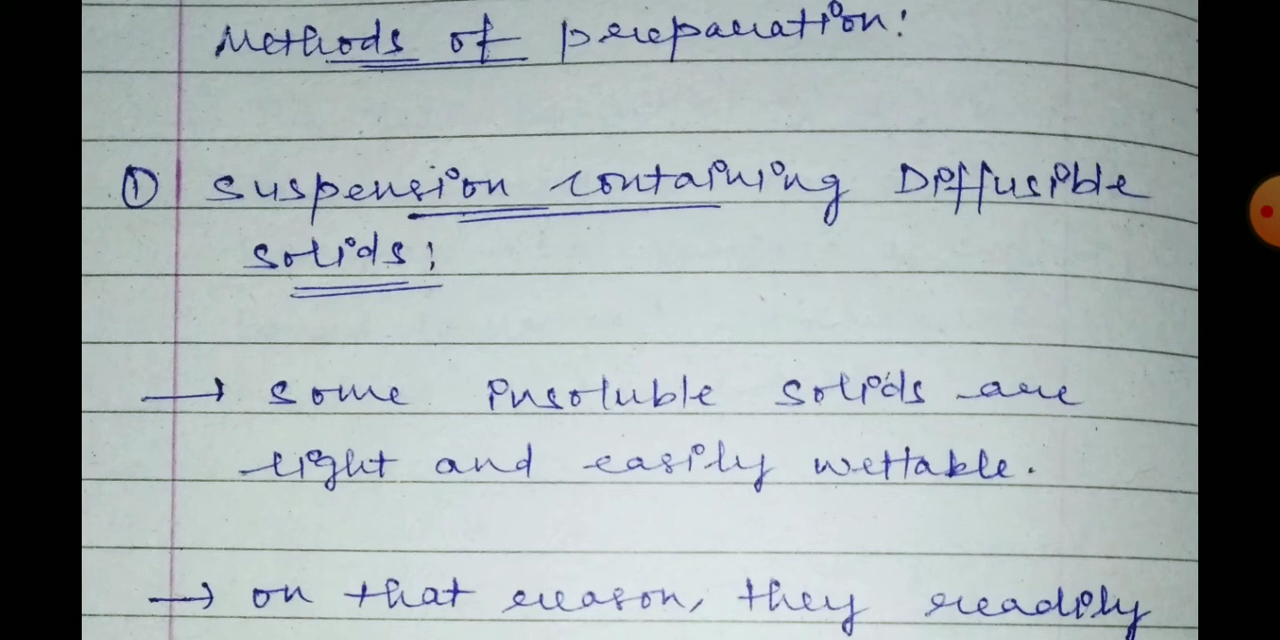 Methods of preparation:
① Suspension containing Diffusible
solids:
→ some insoluble solids are
light and easily wettable.
→ on that reason, they readily